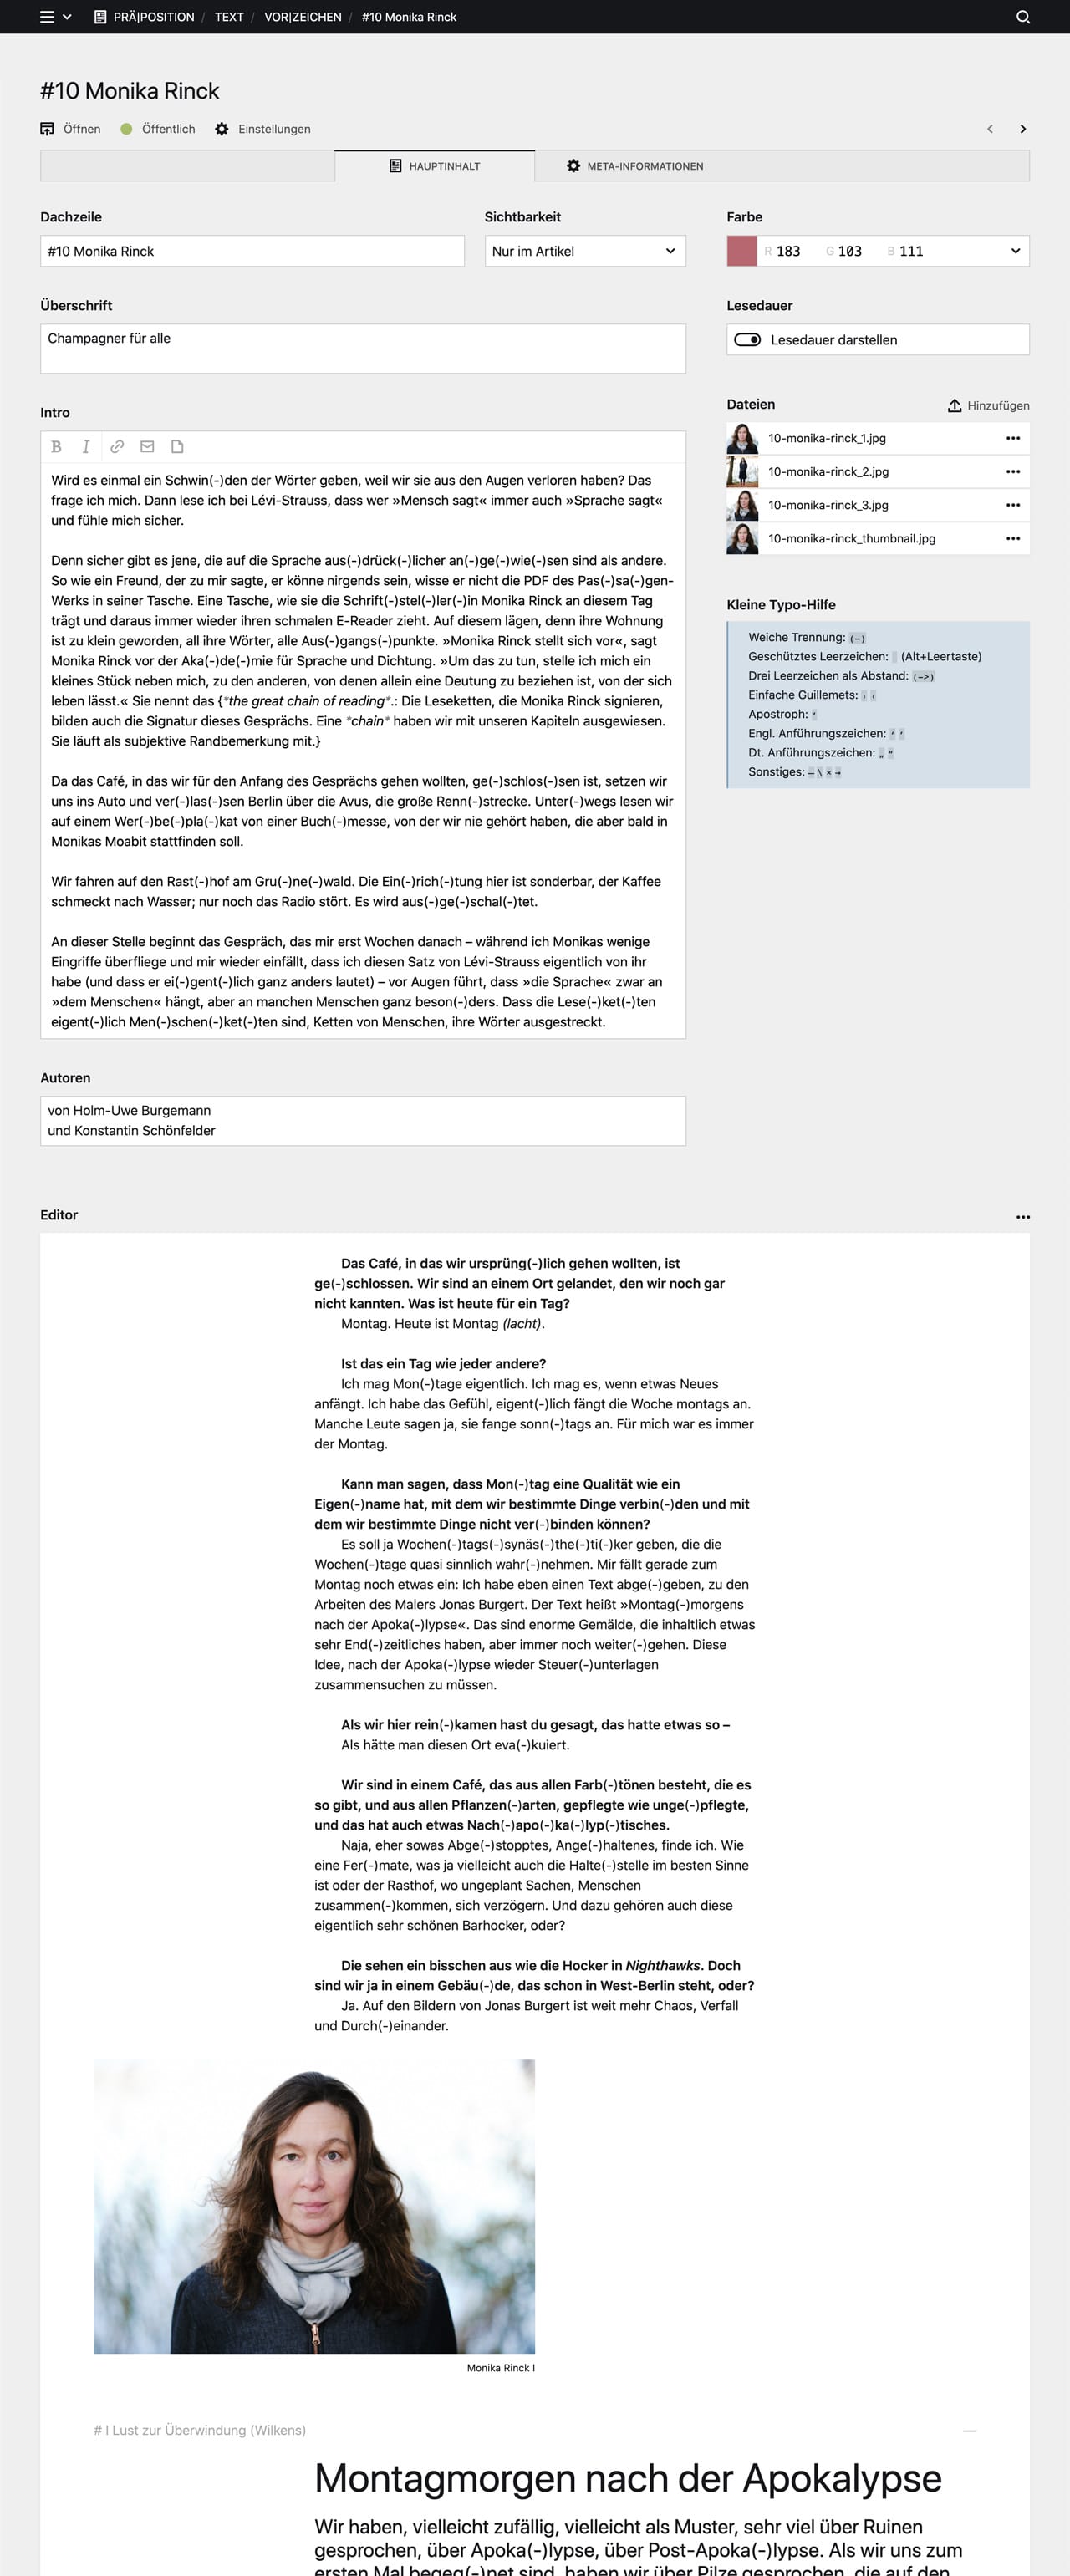 PRÄ|POSITION / TEXT / VOR|ZEICHEN / #10 Monika Rinck
#10 Monika Rinck
Öffnen Öffentlich Einstellungen
HAUPTINHALT META-INFORMATIONEN
Dachzeile Sichtbarkeit Farbe
#10 Monika Rinck Nur im Artikel R 183 G 103 B 111
Überschrift Lesedauer
Champagner für alle Lesedauer darstellen
Dateien Hinzufügen
10-monika-rinck_1.jpg
10-monika-rinck_2.jpg
10-monika-rinck_3.jpg
10-monika-rinck_thumbnail.jpg
Kleine Typo-Hilfe
Weiche Trennung: (-)
Geschütztes Leerzeichen: (Alt+Leertaste)
Drei Leerzeichen als Abstand: (->)
Einfache Guillemets: › ‹
Apostroph: ’
Engl. Anführungszeichen: ‘ ’
Dt. Anführungszeichen: „ “
Sonstiges: – \ × →
Intro
B I
Wird es einmal ein Schwin(-)den der Wörter geben, weil wir sie aus den Augen verloren haben? Das
frage ich mich. Dann lese ich bei Lévi-Strauss, dass wer »Mensch sagt« immer auch »Sprache sagt«
und fühle mich sicher.
Denn sicher gibt es jene, die auf die Sprache aus(-)drück(-)licher an(-)ge(-)wie(-)sen sind als andere.
So wie ein Freund, der zu mir sagte, er könne nirgends sein, wisse er nicht die PDF des Pas(-)sa(-)gen-
Werks in seiner Tasche. Eine Tasche, wie sie die Schrift(-)stel(-)ler(-)in Monika Rinck an diesem Tag
trägt und daraus immer wieder ihren schmalen E-Reader zieht. Auf diesem lägen, denn ihre Wohnung
ist zu klein geworden, all ihre Wörter, alle Aus(-)gangs(-)punkte. »Monika Rinck stellt sich vor«, sagt
Monika Rinck vor der Aka(-)de(-)mie für Sprache und Dichtung. »Um das zu tun, stelle ich mich ein
kleines Stück neben mich, zu den anderen, von denen allein eine Deutung zu beziehen ist, von der sich
leben lässt.« Sie nennt das {*the great chain of reading*.: Die Leseketten, die Monika Rinck signieren,
bilden auch die Signatur dieses Gesprächs. Eine *chain* haben wir mit unseren Kapiteln ausgewiesen.
Sie läuft als subjektive Randbemerkung mit.}
Da das Café, in das wir für den Anfang des Gesprächs gehen wollten, ge(-)schlos(-)sen ist, setzen wir
uns ins Auto und ver(-)las(-)sen Berlin über die Avus, die große Renn(-)strecke. Unter(-)wegs lesen wir
auf einem Wer(-)be(-)pla(-)kat von einer Buch(-)messe, von der wir nie gehört haben, die aber bald in
Monikas Moabit stattfinden soll.
Wir fahren auf den Rast(-)hof am Gru(-)ne(-)wald. Die Ein(-)rich(-)tung hier ist sonderbar, der Kaffee
schmeckt nach Wasser; nur noch das Radio stört. Es wird aus(-)ge(-)schal(-)tet.
An dieser Stelle beginnt das Gespräch, das mir erst Wochen danach – während ich Monikas wenige
Eingriffe überfliege und mir wieder einfällt, dass ich diesen Satz von Lévi-Strauss eigentlich von ihr
habe (und dass er ei(-)gent(-)lich ganz anders lautet) – vor Augen führt, dass »die Sprache« zwar an
»dem Menschen« hängt, aber an manchen Menschen ganz beson(-)ders. Dass die Lese(-)ket(-)ten
eigent(-)lich Men(-)schen(-)ket(-)ten sind, Ketten von Menschen, ihre Wörter ausgestreckt.
Autoren
von Holm-Uwe Burgemann
und Konstantin Schönfelder
Editor
Das Café, in das wir ursprüng(-)lich gehen wollten, ist
ge(-)schlossen. Wir sind an einem Ort gelandet, den wir noch gar
nicht kannten. Was ist heute für ein Tag?
Montag. Heute ist Montag (lacht).
Ist das ein Tag wie jeder andere?
Ich mag Mon(-)tage eigentlich. Ich mag es, wenn etwas Neues
anfängt. Ich habe das Gefühl, eigent(-)lich fängt die Woche montags an.
Manche Leute sagen ja, sie fange sonn(-)tags an. Für mich war es immer
der Montag.
Kann man sagen, dass Mon(-)tag eine Qualität wie ein
Eigen(-)name hat, mit dem wir bestimmte Dinge verbin(-)den und mit
dem wir bestimmte Dinge nicht ver(-)binden können?
Es soll ja Wochen(-)tags(-)synäs(-)the(-)ti(-)ker geben, die die
Wochen(-)tage quasi sinnlich wahr(-)nehmen. Mir fällt gerade zum
Montag noch etwas ein: Ich habe eben einen Text abge(-)geben, zu den
Arbeiten des Malers Jonas Burgert. Der Text heißt »Montag(-)morgens
nach der Apoka(-)lypse«. Das sind enorme Gemälde, die inhaltlich etwas
sehr End(-)zeitliches haben, aber immer noch weiter(-)gehen. Diese
Idee, nach der Apoka(-)lypse wieder Steuer(-)unterlagen
zusammensuchen zu müssen.
Als wir hier rein(-)kamen hast du gesagt, das hatte etwas so –
Als hätte man diesen Ort eva(-)kuiert.
Wir sind in einem Café, das aus allen Farb(-)tönen besteht, die es
so gibt, und aus allen Pflanzen(-)arten, gepflegte wie unge(-)pflegte,
und das hat auch etwas Nach(-)apo(-)ka(-)lyp(-)tisches.
Naja, eher sowas Abge(-)stopptes, Ange(-)haltenes, finde ich. Wie
eine Fer(-)mate, was ja vielleicht auch die Halte(-)stelle im besten Sinne
ist oder der Rasthof, wo ungeplant Sachen, Menschen
zusammen(-)kommen, sich verzögern. Und dazu gehören auch diese
eigentlich sehr schönen Barhocker, oder?
Die sehen ein bisschen aus wie die Hocker in Nighthawks. Doch
sind wir ja in einem Gebäu(-)de, das schon in West-Berlin steht, oder?
Ja. Auf den Bildern von Jonas Burgert ist weit mehr Chaos, Verfall
und Durch(-)einander.
Monika Rinck I
# I Lust zur Überwindung (Wilkens)
Montagmorgen nach der Apokalypse
Wir haben, vielleicht zufällig, vielleicht als Muster, sehr viel über Ruinen
gesprochen, über Apoka(-)lypse, über Post-Apoka(-)lypse. Als wir uns zum
ersten Mal begeg(-)net sind, haben wir über Pilze gesprochen, die auf den